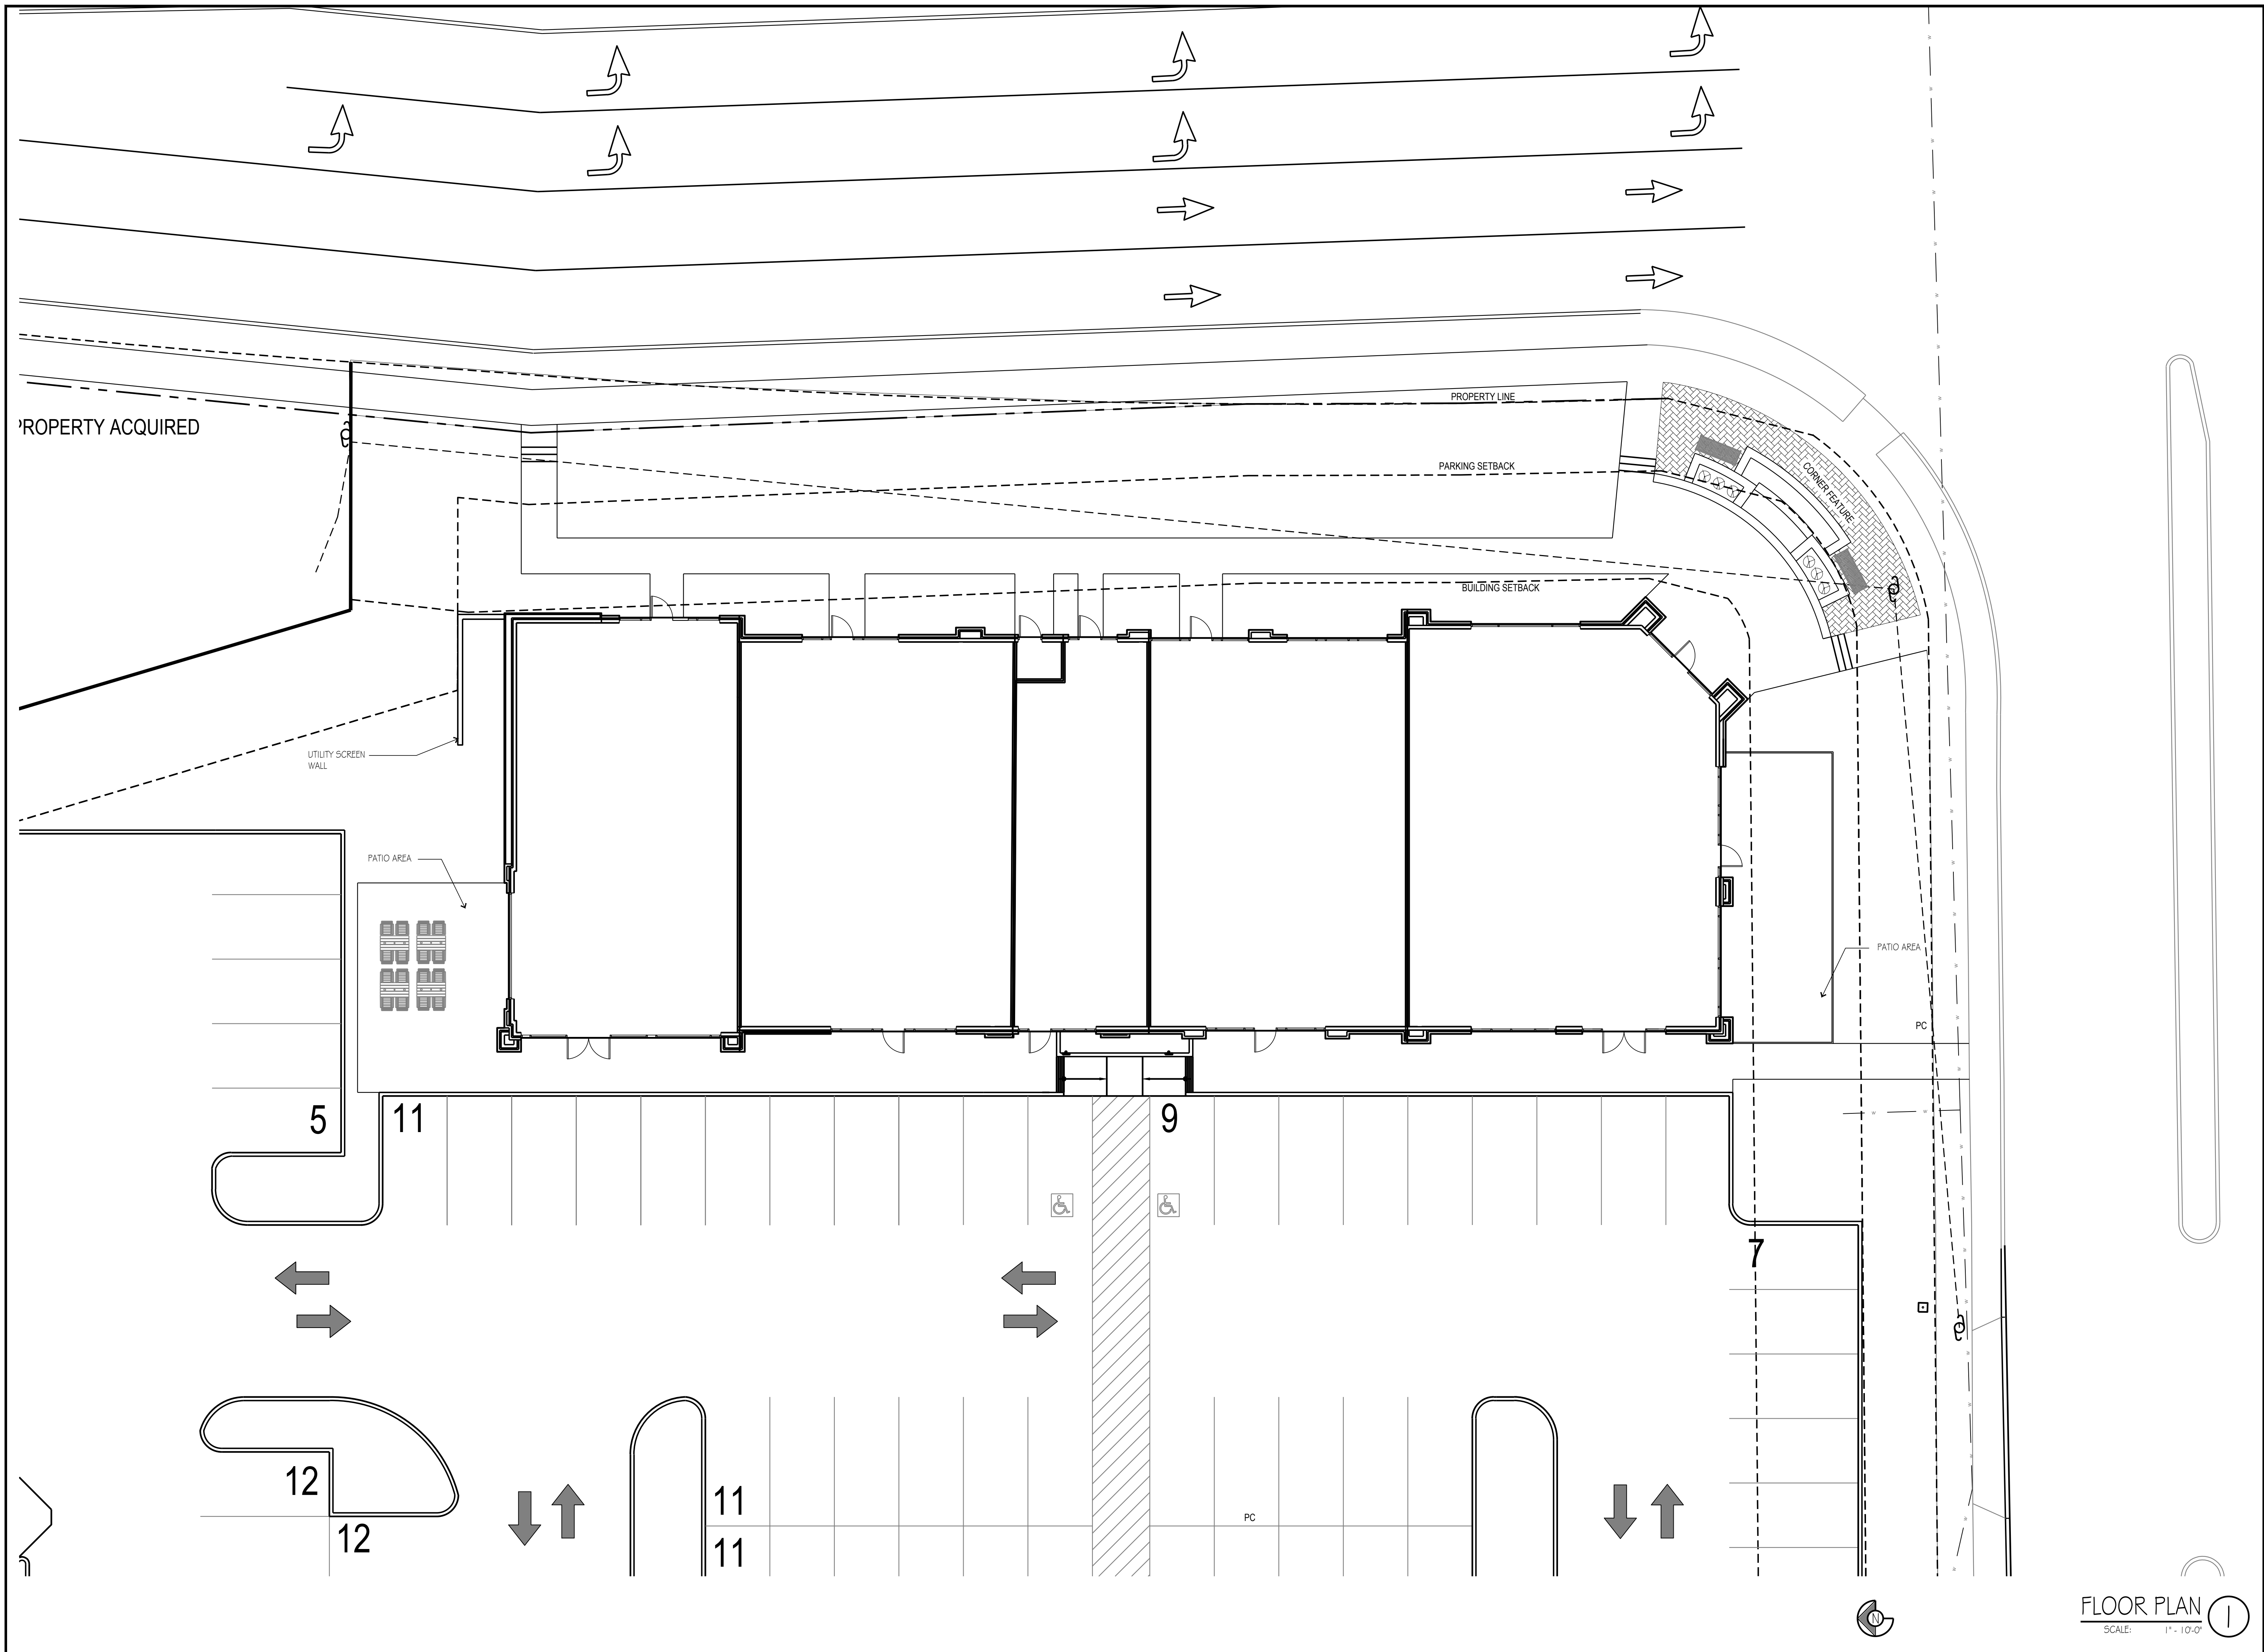 PROPERTY LINE
PROPERTY ACQUIRED
PARKING SETBACK
CORNER FEATURE
BUILDING SETBACK
UTILITY SCREEN
WALL
PATIO AREA
PATIO AREA
PC
5
11
9
7
12
11
PC
12
11
N
FLOOR PLAN
1
SCALE: 1" - 10'-0"